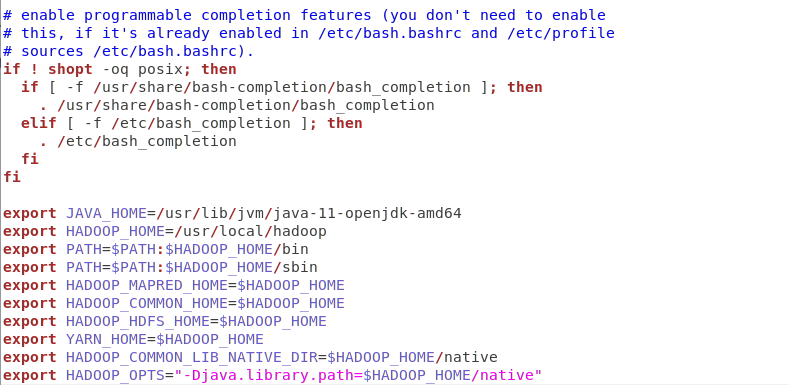 # enable programmable completion features (you don't need to enable
# this, if it's already enabled in /etc/bash.bashrc and /etc/profile
# sources /etc/bash.bashrc).
if ! shopt -oq posix; then
  if [ -f /usr/share/bash-completion/bash_completion ]; then
    . /usr/share/bash-completion/bash_completion
  elif [ -f /etc/bash_completion ]; then
    . /etc/bash_completion
  fi
fi

export JAVA_HOME=/usr/lib/jvm/java-11-openjdk-amd64
export HADOOP_HOME=/usr/local/hadoop
export PATH=$PATH:$HADOOP_HOME/bin
export PATH=$PATH:$HADOOP_HOME/sbin
export HADOOP_MAPRED_HOME=$HADOOP_HOME
export HADOOP_COMMON_HOME=$HADOOP_HOME
export HADOOP_HDFS_HOME=$HADOOP_HOME
export YARN_HOME=$HADOOP_HOME
export HADOOP_COMMON_LIB_NATIVE_DIR=$HADOOP_HOME/native
export HADOOP_OPTS="-Djava.library.path=$HADOOP_HOME/native"